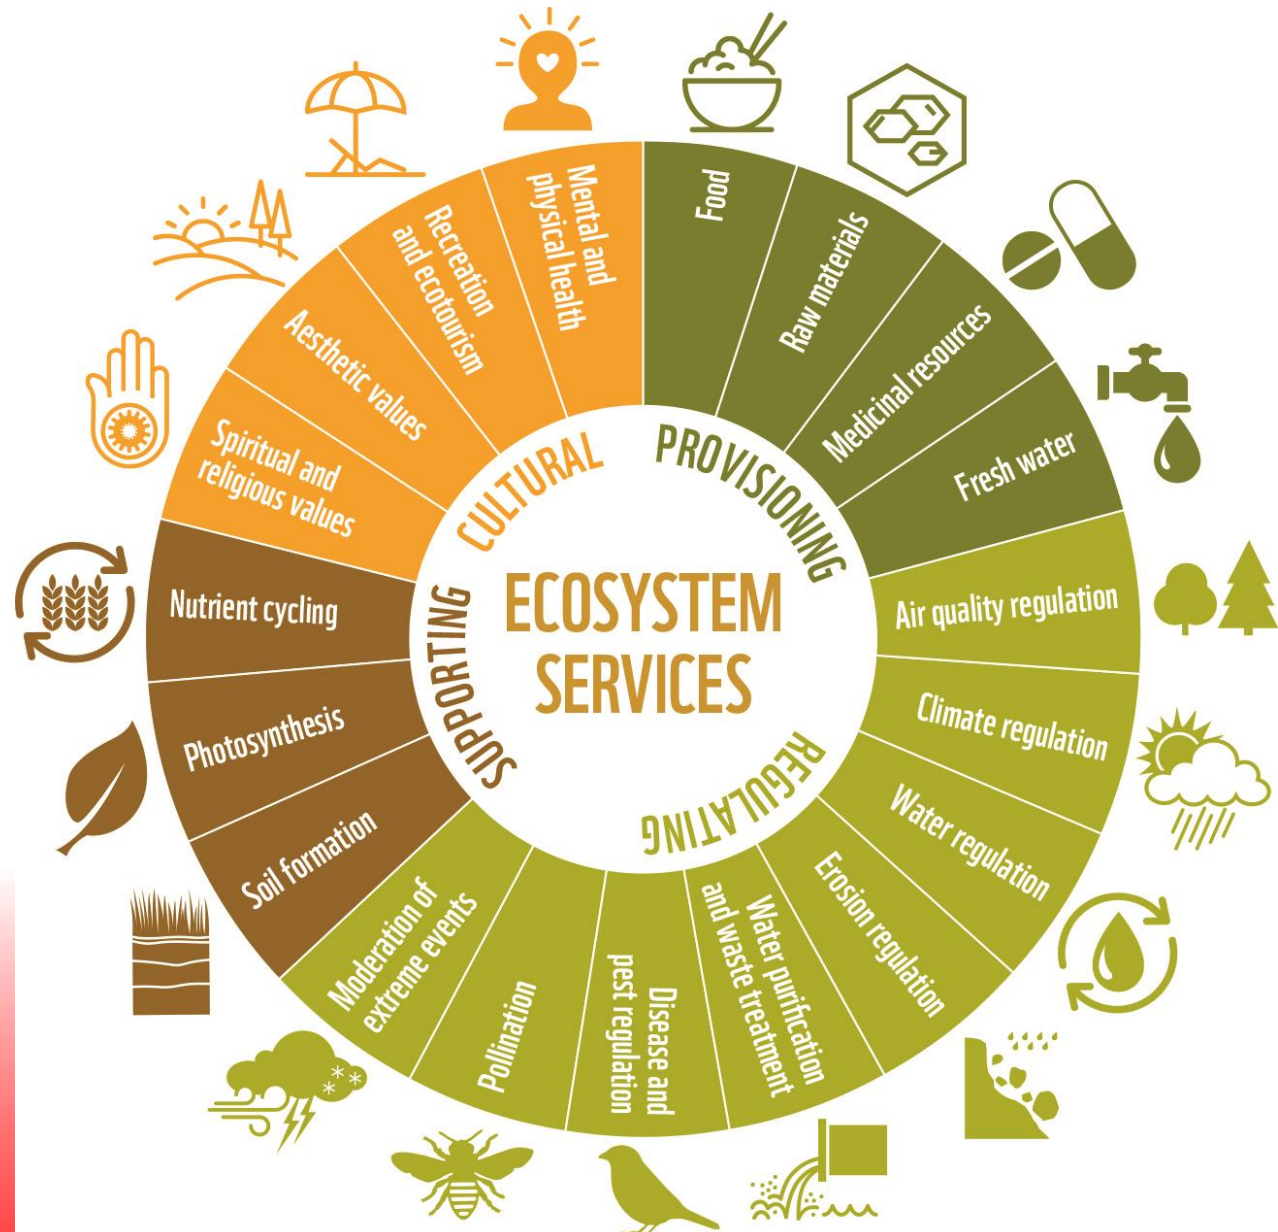 ECOSYSTEM
SERVICES
PROVISIONING
Food
Raw materials
Medicinal resources
Fresh water
REGULATING
Air quality regulation
Climate regulation
Water regulation
Erosion regulation
Water purification
and waste treatment
Disease and
pest regulation
Pollination
Moderation of
extreme events
SUPPORTING
Soil formation
Photosynthesis
Nutrient cycling
CULTURAL
Spiritual and
religious values
Aesthetic values
Recreation
and ecotourism
Mental and
physical health